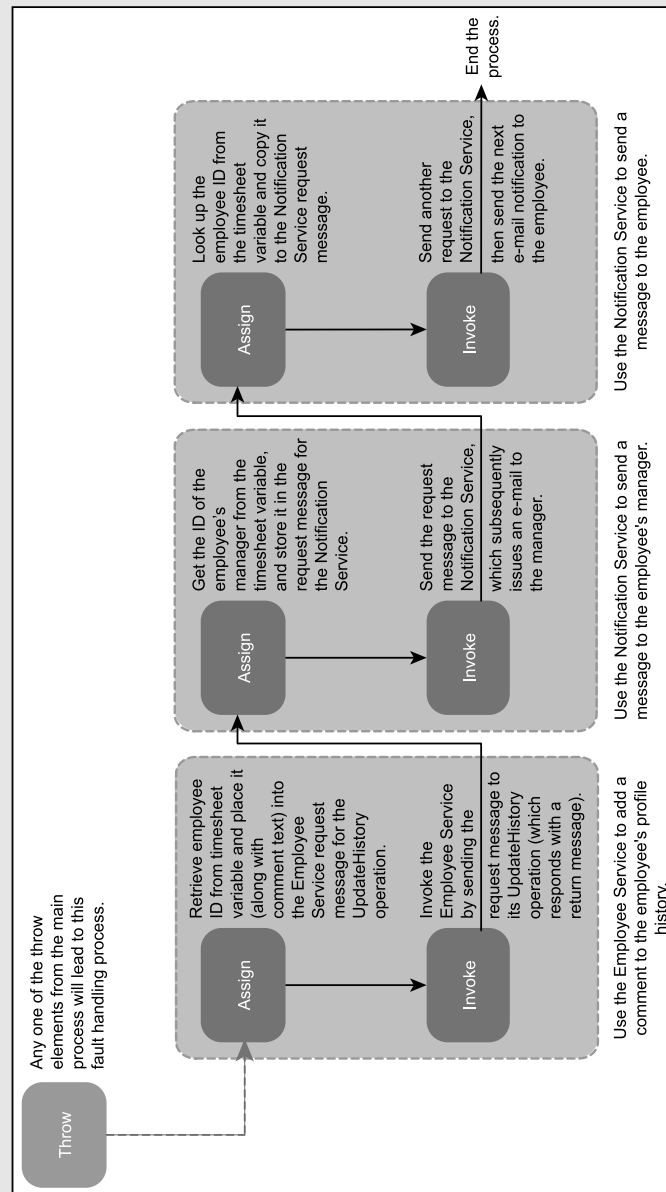 Throw
Any one of the throw
elements from the main
process will lead to this
fault handling process.
Assign
Retrieve employee
ID from timesheet
variable and place it
(along with
comment text) into
the Employee
Service request
message for the
UpdateHistory
operation.
Invoke
Invoke the
Employee Service
by sending the
request message to
its UpdateHistory
operation (which
responds with a
return message).
Use the Employee Service to add a
comment to the employee's profile
history.
Assign
Get the ID of the
employee's
manager from the
timesheet variable,
and store it in the
request message for
the Notification
Service.
Invoke
Send the request
message to the
Notification Service,
which subsequently
issues an e-mail to
the manager.
Use the Notification Service to send a
message to the employee's manager.
Assign
Look up the
employee ID from
the timesheet
variable and copy it
to the Notification
Service request
message.
Invoke
Send another
request to the
Notification Service,
then send the next
e-mail notification to
the employee.
Use the Notification Service to send a
message to the employee.
End the
process.